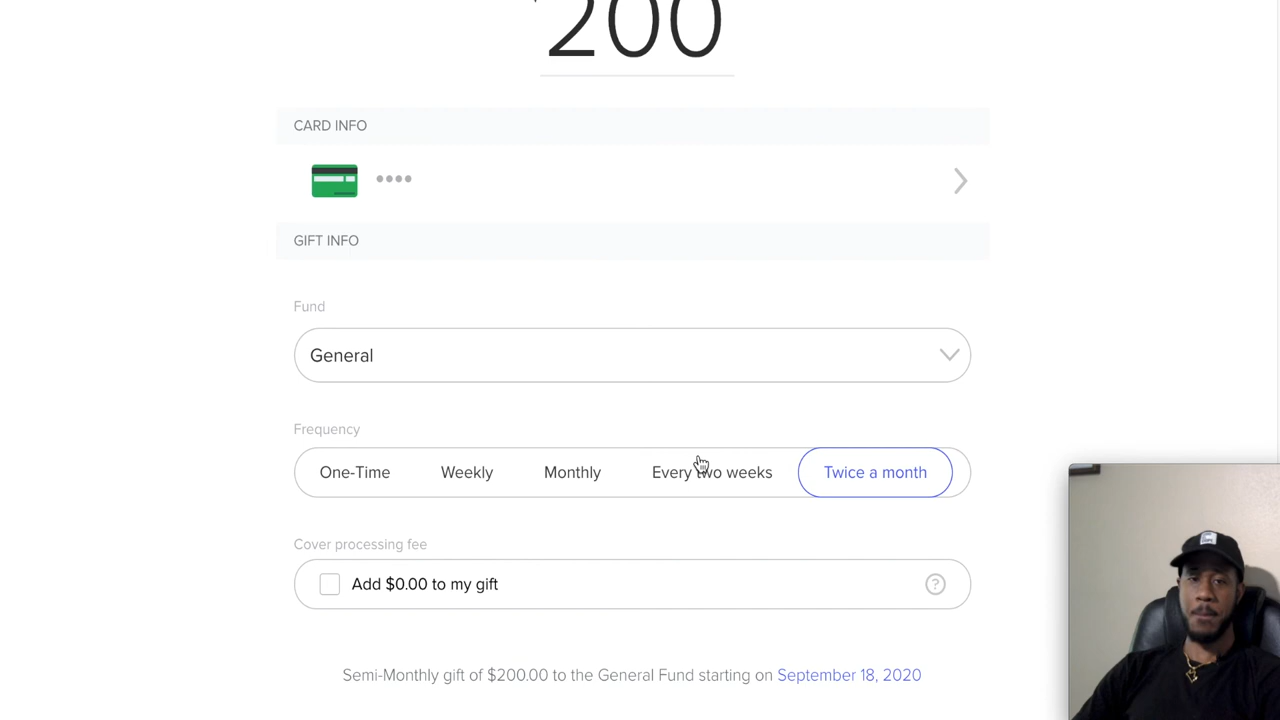 200
CARD INFO
••••
GIFT INFO
Fund
General
Frequency
One-Time Weekly Monthly Every two weeks Twice a month
Cover processing fee
Add $0.00 to my gift ?
Semi-Monthly gift of $200.00 to the General Fund starting on September 18, 2020